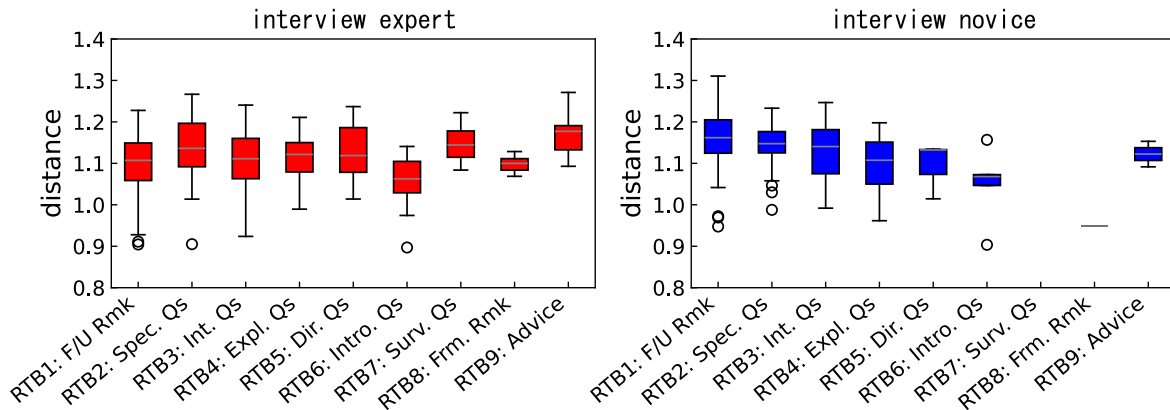 interview expert
distance
1.4
1.3
1.2
1.1
1.0
0.9
0.8
RTB1: F/U Rmk
RTB2: Spec. Qs
RTB3: Int. Qs
RTB4: Expl. Qs
RTB5: Dir. Qs
RTB6: Intro. Qs
RTB7: Surv. Qs
RTB8: Frm. Rmk
RTB9: Advice
interview novice
distance
1.4
1.3
1.2
1.1
1.0
0.9
0.8
RTB1: F/U Rmk
RTB2: Spec. Qs
RTB3: Int. Qs
RTB4: Expl. Qs
RTB5: Dir. Qs
RTB6: Intro. Qs
RTB7: Surv. Qs
RTB8: Frm. Rmk
RTB9: Advice